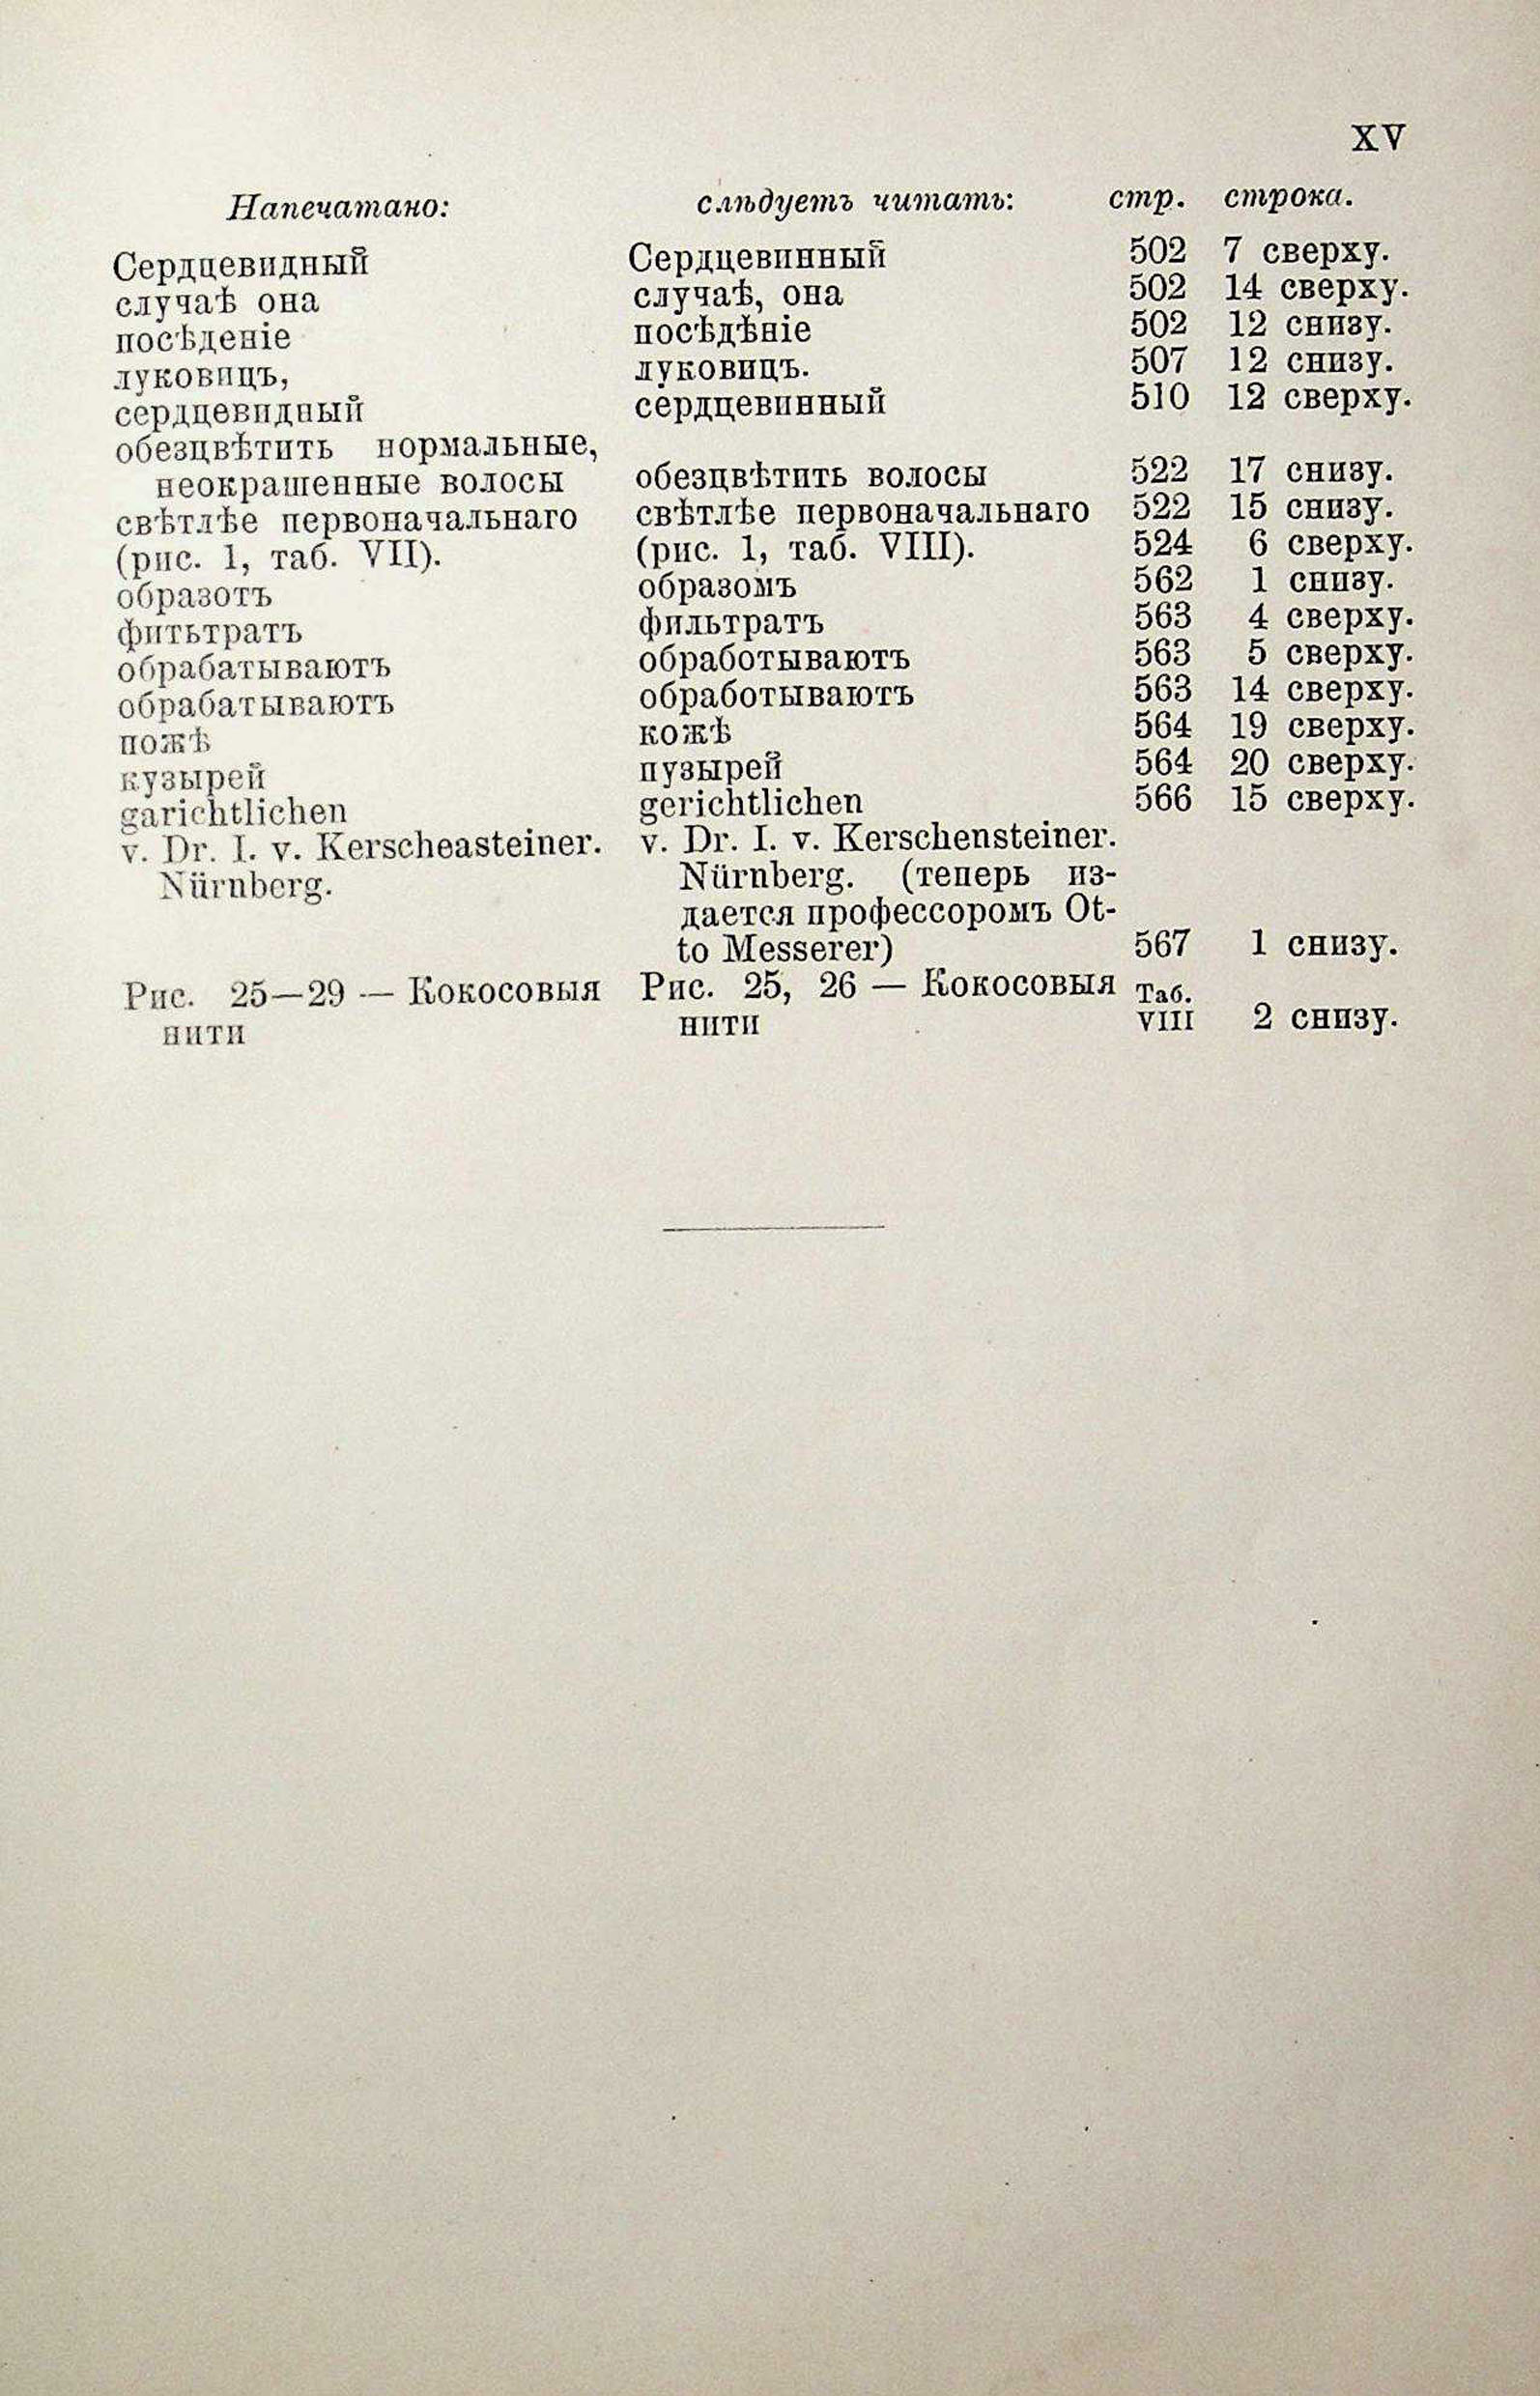 XV
Напечатано: слѣдуетъ читать: стр. строка.
Сердцевидный Сердцевинный 502 7 сверху.
случаѣ она случаѣ, она 502 14 сверху.
посѣденіе посѣдѣніе 502 12 снизу.
луковицъ, луковицъ. 507 12 снизу.
сердцевидный сердцевинный 510 12 сверху.
обезцвѣтить нормальные,
неокрашенные волосы обезцвѣтить волосы 522 17 снизу.
свѣтлѣе первоначальнаго свѣтлѣе первоначальнаго 522 15 снизу.
(рис. 1, таб. VII). (рис. 1, таб. VIII). 524 6 сверху.
образотъ образомъ 562 1 снизу.
фитьтратъ фильтратъ 563 4 сверху.
обрабатываютъ обработываютъ 563 5 сверху.
обрабатываютъ обработываютъ 563 14 сверху.
пожѣ кожѣ 564 19 сверху.
кузырей пузырей 564 20 сверху.
garichtlichen gerichtlichen 566 15 сверху.
v. Dr. I. v. Kerscheasteiner. v. Dr. I. v. Kerschensteiner.
Nürnberg. Nürnberg. (теперь из-
дается профессоромъ Ot-
to Messerer) 567 1 снизу.
Рис. 25—29 — Кокосовыя Рис. 25, 26 — Кокосовыя Таб.
нити нити VIII 2 снизу.